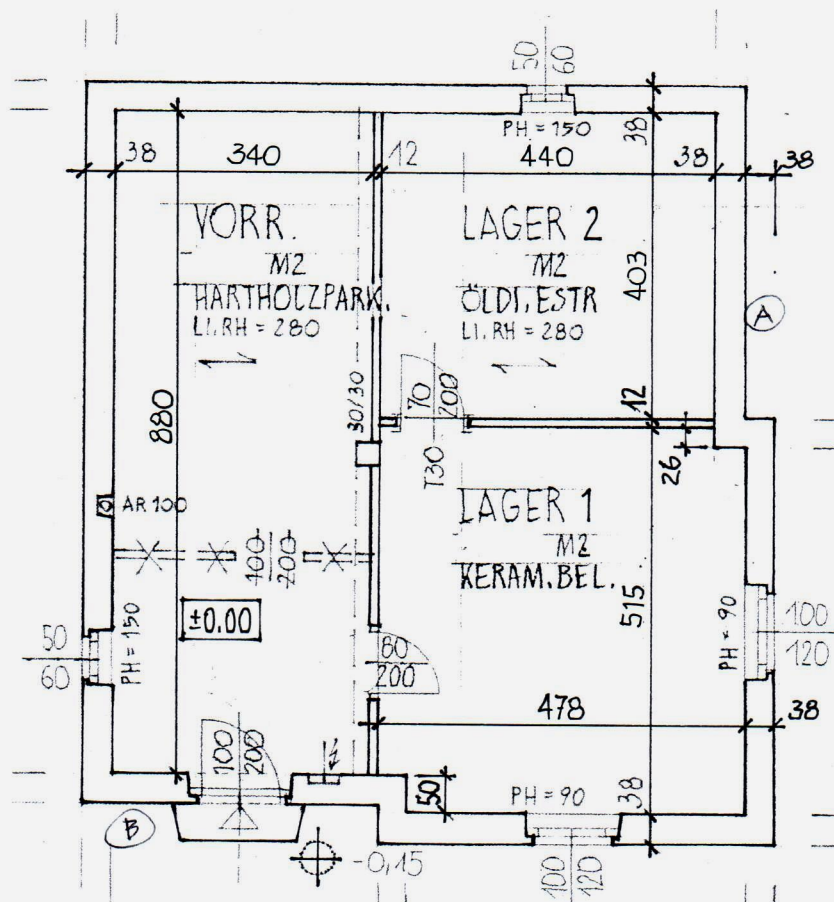 50
60
PH = 150
38
38 340 12 440 38 38
VORR.
M2
HARTHOLZPARK.
LI.RH = 280
LAGER 2
M2
ÖLDI.ESTR
LI.RH = 280
403
A
880
30/30
70
200
12
T30
26
AR 100
LAGER 1
M2
KERAM.BEL.
100
200
±0.00
515
50
60
PH = 150
80
200
PH = 90
100
120
478 38
100
200
50
PH = 90
38
B
-0,15
100
120